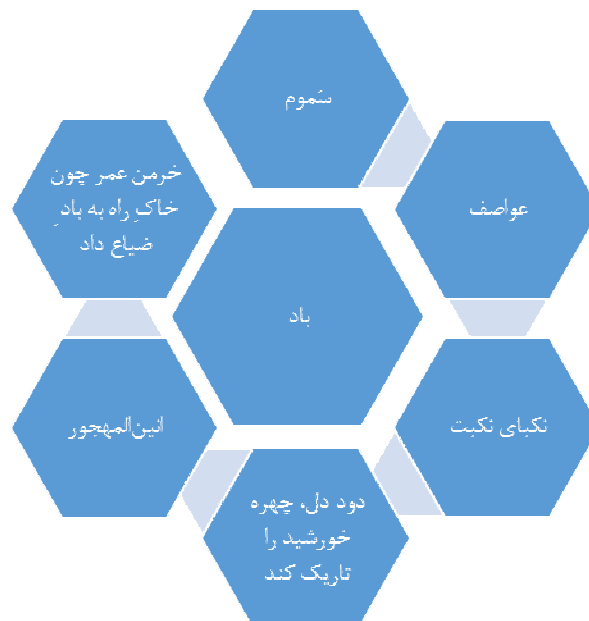 سَموم
عواصف
نکبای نکبت
دود دل، چهره
خورشید را
تاریک کند
انین‌المهجور
خرمن عمر چون
خاکِ راه به بادِ
ضیاع داد
باد